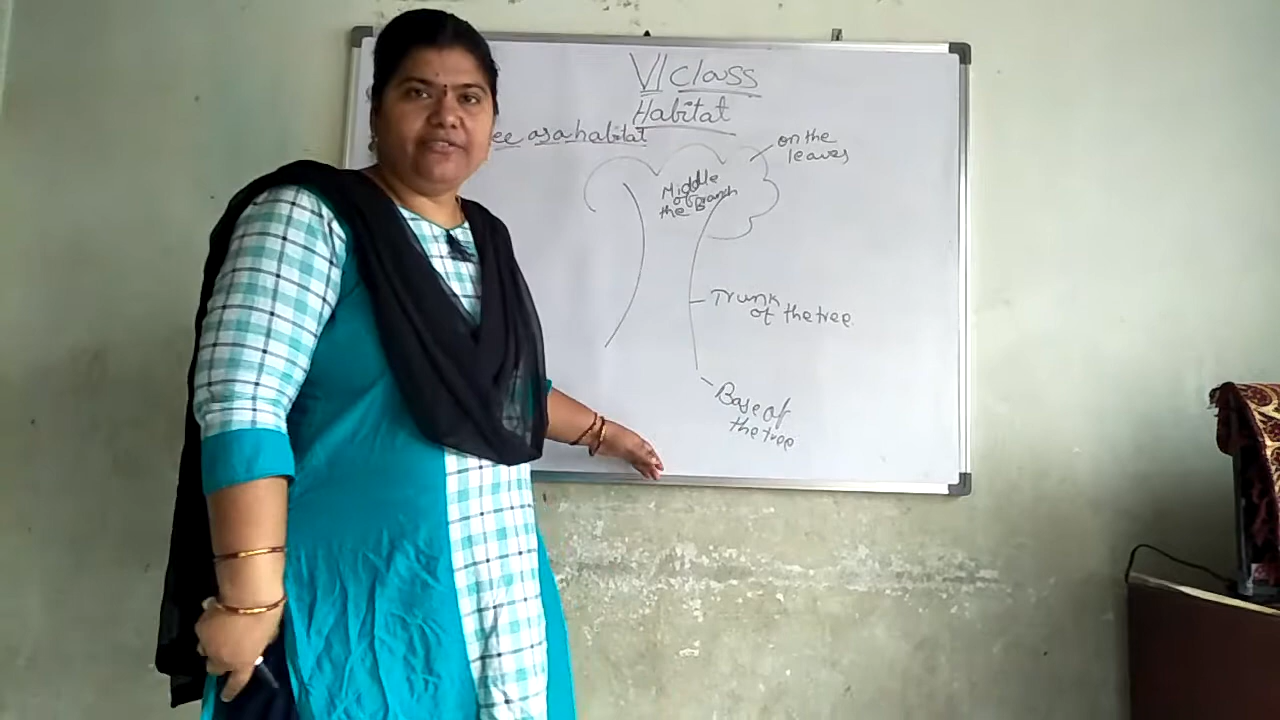 VI class
Habitat
ee as a habitat
on the
leaves
Middle
of
the Branch
Trunk
of the tree
Base of
the tree